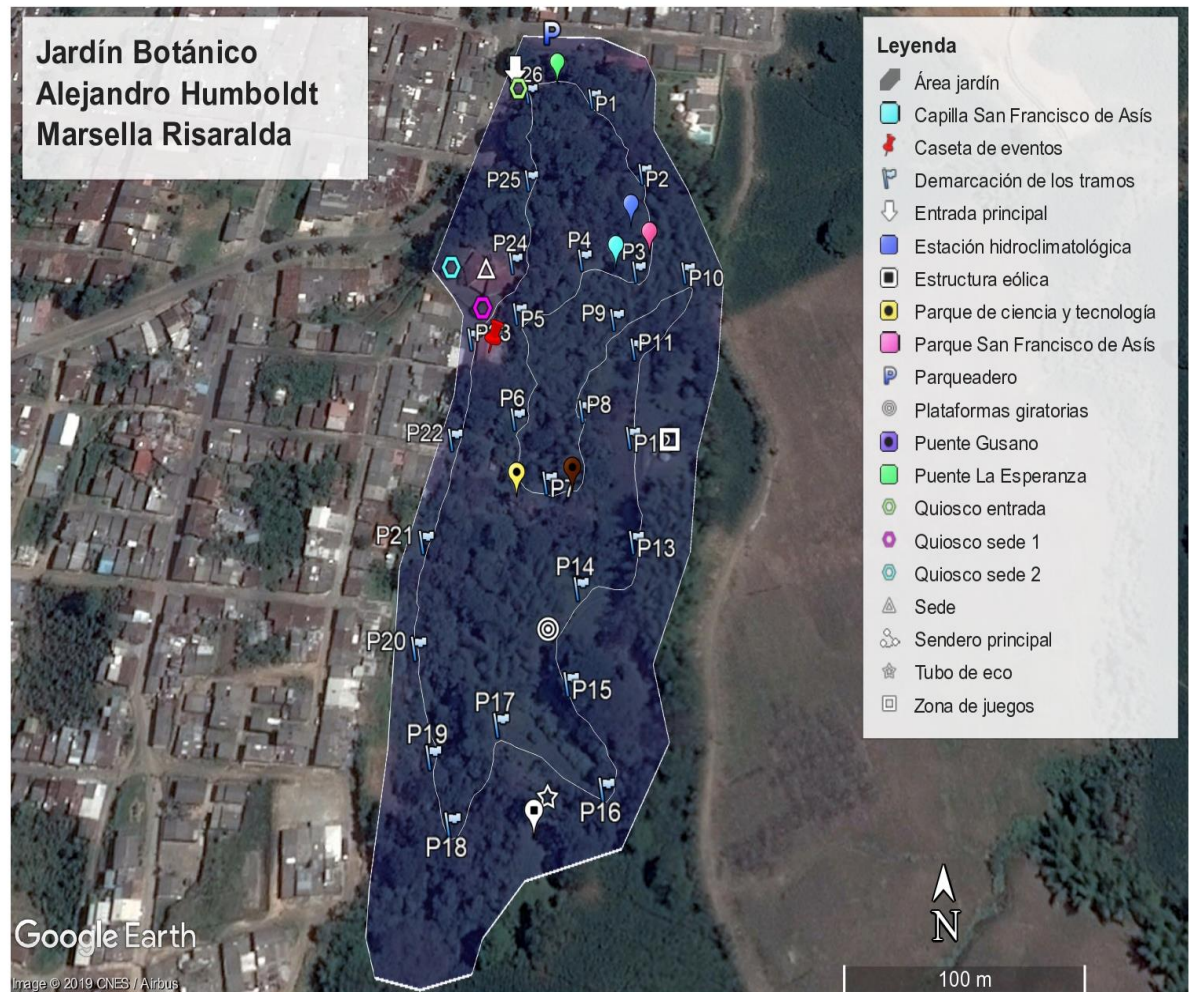 Jardín Botánico
Alejandro Humboldt
Marsella Risaralda
P
26
P1
P25
P2
P24
P4
P3
P10
P5
P9
P11
P6
P8
P22
P1
P7
P21
P13
P14
P20
P15
P17
P19
P16
P18
Leyenda
Área jardín
Capilla San Francisco de Asís
Caseta de eventos
Demarcación de los tramos
Entrada principal
Estación hidroclimatológica
Estructura eólica
Parque de ciencia y tecnología
Parque San Francisco de Asís
P Parqueadero
Plataformas giratorias
Puente Gusano
Puente La Esperanza
Quiosco entrada
Quiosco sede 1
Quiosco sede 2
Sede
Sendero principal
Tubo de eco
Zona de juegos
N
100 m
Google Earth
Image © 2019 CNES / Airbus